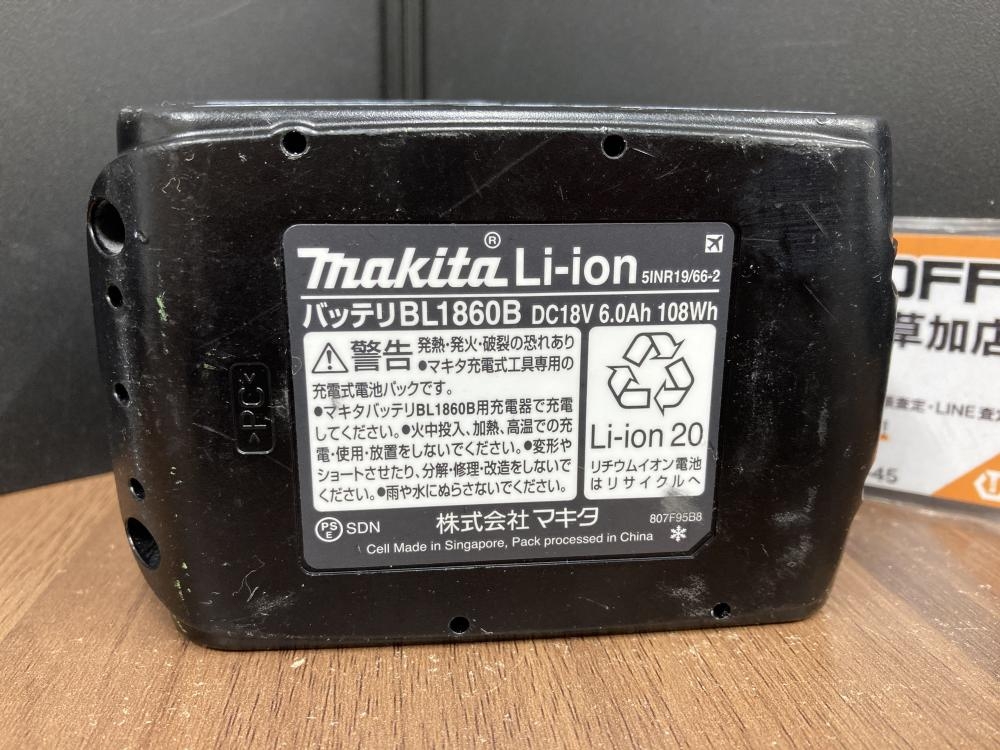 makita® Li-ion 5INR19/66-2
バッテリBL1860B DC18V 6.0Ah 108Wh
警告 発熱・発火・破裂の恐れあり
●マキタ充電式工具専用の
充電式電池パックです。
●マキタバッテリBL1860B用充電器で充電
してください。●火中投入、加熱、高温での充
電・使用・放置をしないでください。●変形や
ショートさせたり、分解・修理・改造をしないで
ください。●雨や水にぬらさないでください。
Li-ion 20
リチウムイオン電池
はリサイクルへ
PSE SDN
株式会社マキタ
807F95B8
Cell Made in Singapore, Pack processed in China
>PC<
OFF
草加店
査定・LINE査
45